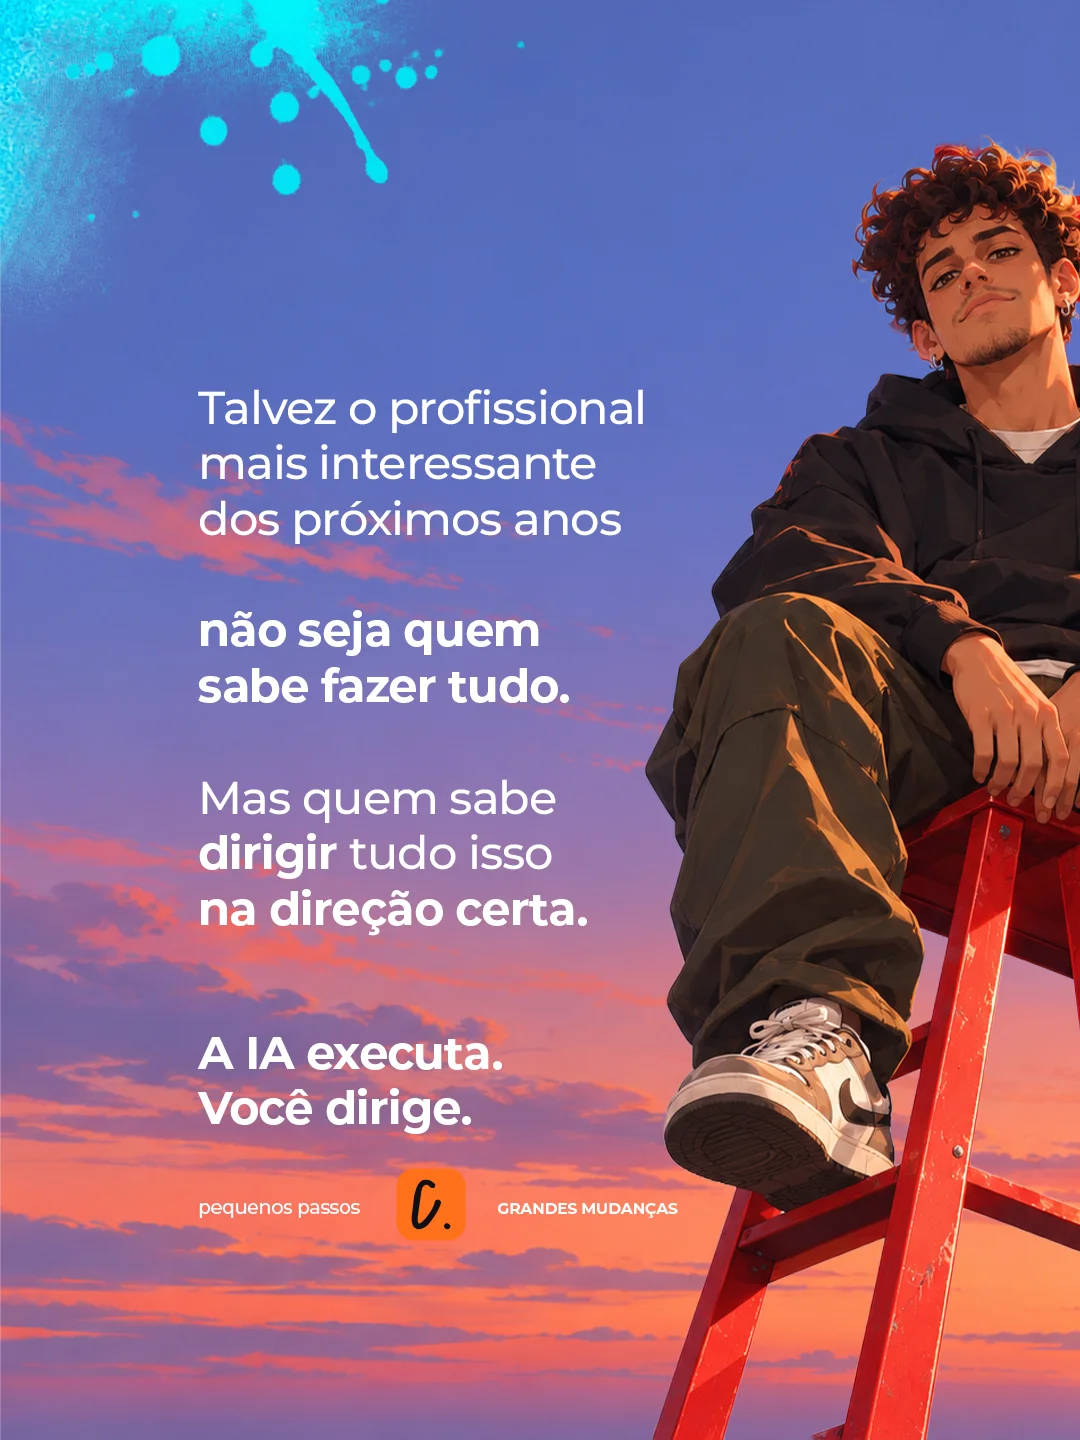 Talvez o profissional
mais interessante
dos próximos anos
não seja quem
sabe fazer tudo.
Mas quem sabe
dirigir tudo isso
na direção certa.
A IA executa.
Você dirige.
pequenos passos
C.
GRANDES MUDANÇAS